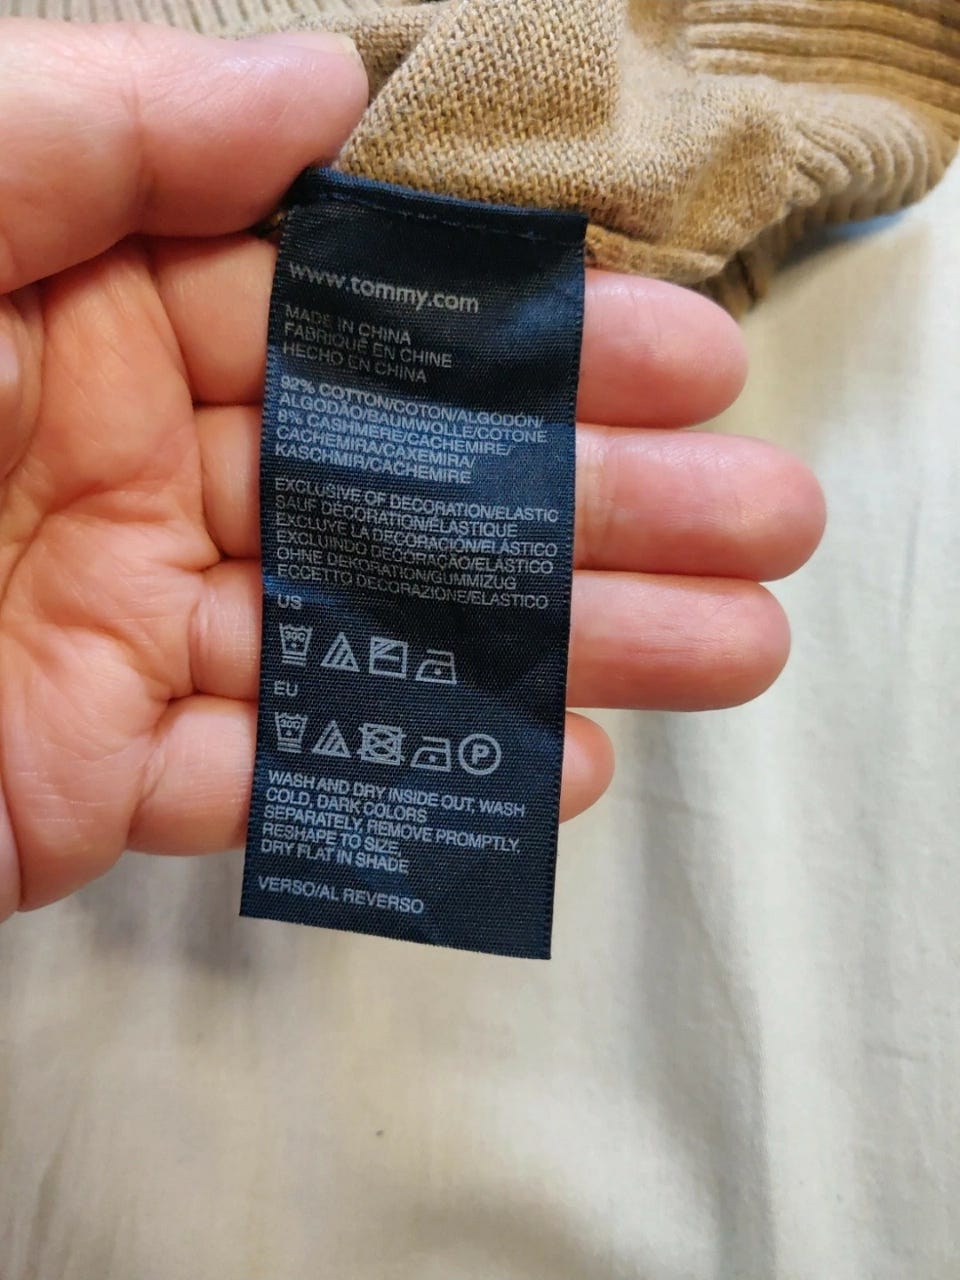 www.tommy.com
MADE IN CHINA
FABRIQUÉ EN CHINE
HECHO EN CHINA
92% COTTON/COTON/ALGODÓN/
ALGODÃO/BAUMWOLLE/COTONE
8% CASHMERE/CACHEMIRE/
CACHEMIRA/CAXEMIRA/
KASCHMIR/CACHEMIRE
EXCLUSIVE OF DECORATION/ELASTIC
SAUF DÉCORATION/ÉLASTIQUE
EXCLUYE LA DECORACIÓN/ELÁSTICO
EXCLUINDO DECORAÇÃO/ELÁSTICO
OHNE DEKORATION/GUMMIZUG
ECCETTO DECORAZIONE/ELASTICO
US
30C
EU
30C P
WASH AND DRY INSIDE OUT, WASH
COLD, DARK COLORS
SEPARATELY, REMOVE PROMPTLY.
RESHAPE TO SIZE,
DRY FLAT IN SHADE
VERSO/AL REVERSO